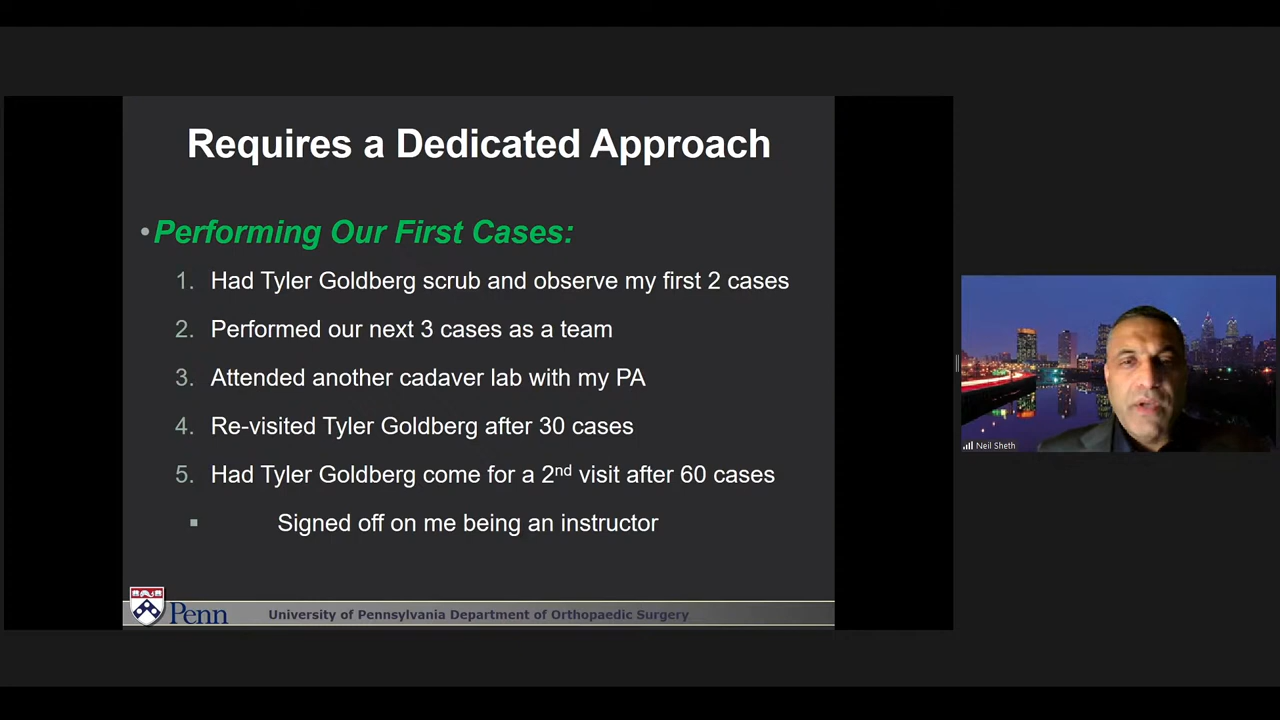 Requires a Dedicated Approach
•Performing Our First Cases:
1. Had Tyler Goldberg scrub and observe my first 2 cases
2. Performed our next 3 cases as a team
3. Attended another cadaver lab with my PA
4. Re-visited Tyler Goldberg after 30 cases
5. Had Tyler Goldberg come for a 2nd visit after 60 cases
▪ Signed off on me being an instructor
Neil Sheth
Penn University of Pennsylvania Department of Orthopaedic Surgery